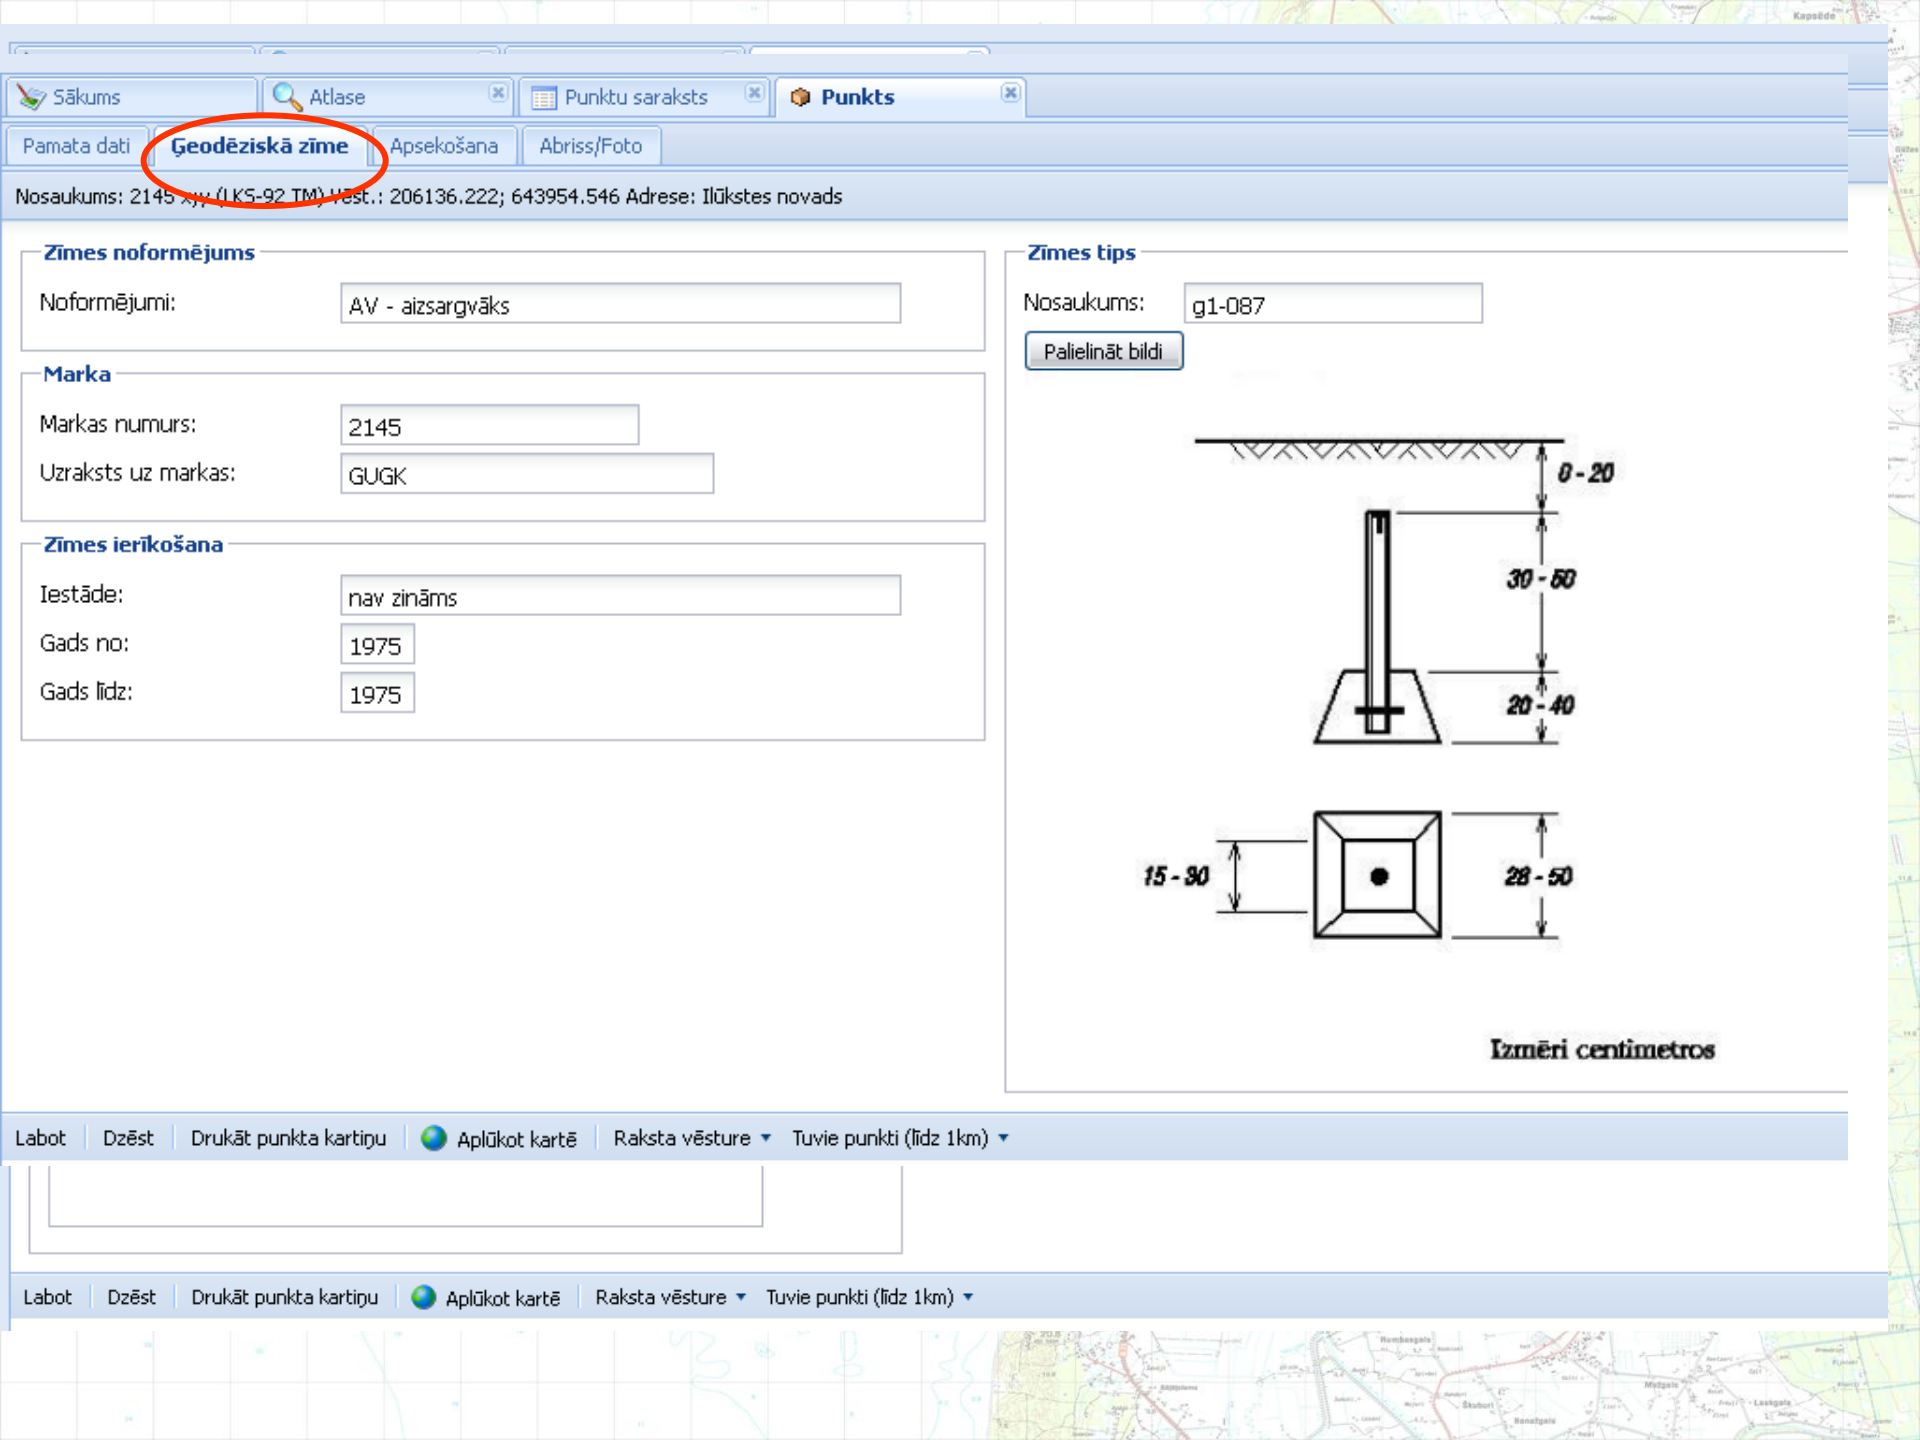 Sākums Atlase Punktu saraksts Punkts
Pamata dati Ģeodēziskā zīme Apsekošana Abriss/Foto
Nosaukums: 2145 x,y (LKS-92 TM) Vēst.: 206136.222; 643954.546 Adrese: Ilūkstes novads
Zīmes noformējums
Noformējumi: AV - aizsargvāks
Marka
Markas numurs: 2145
Uzraksts uz markas: GUGK
Zīmes ierīkošana
Iestāde: nav zināms
Gads no: 1975
Gads līdz: 1975
Zīmes tips
Nosaukums: g1-087
Palielināt bildi
0 - 20
30 - 60
20 - 40
15 - 30
28 - 50
Izmēri centimetros
Labot Dzēst Drukāt punkta kartiņu Aplūkot kartē Raksta vēsture Tuvie punkti (līdz 1km)
Labot Dzēst Drukāt punkta kartiņu Aplūkot kartē Raksta vēsture Tuvie punkti (līdz 1km)
Kapsēde